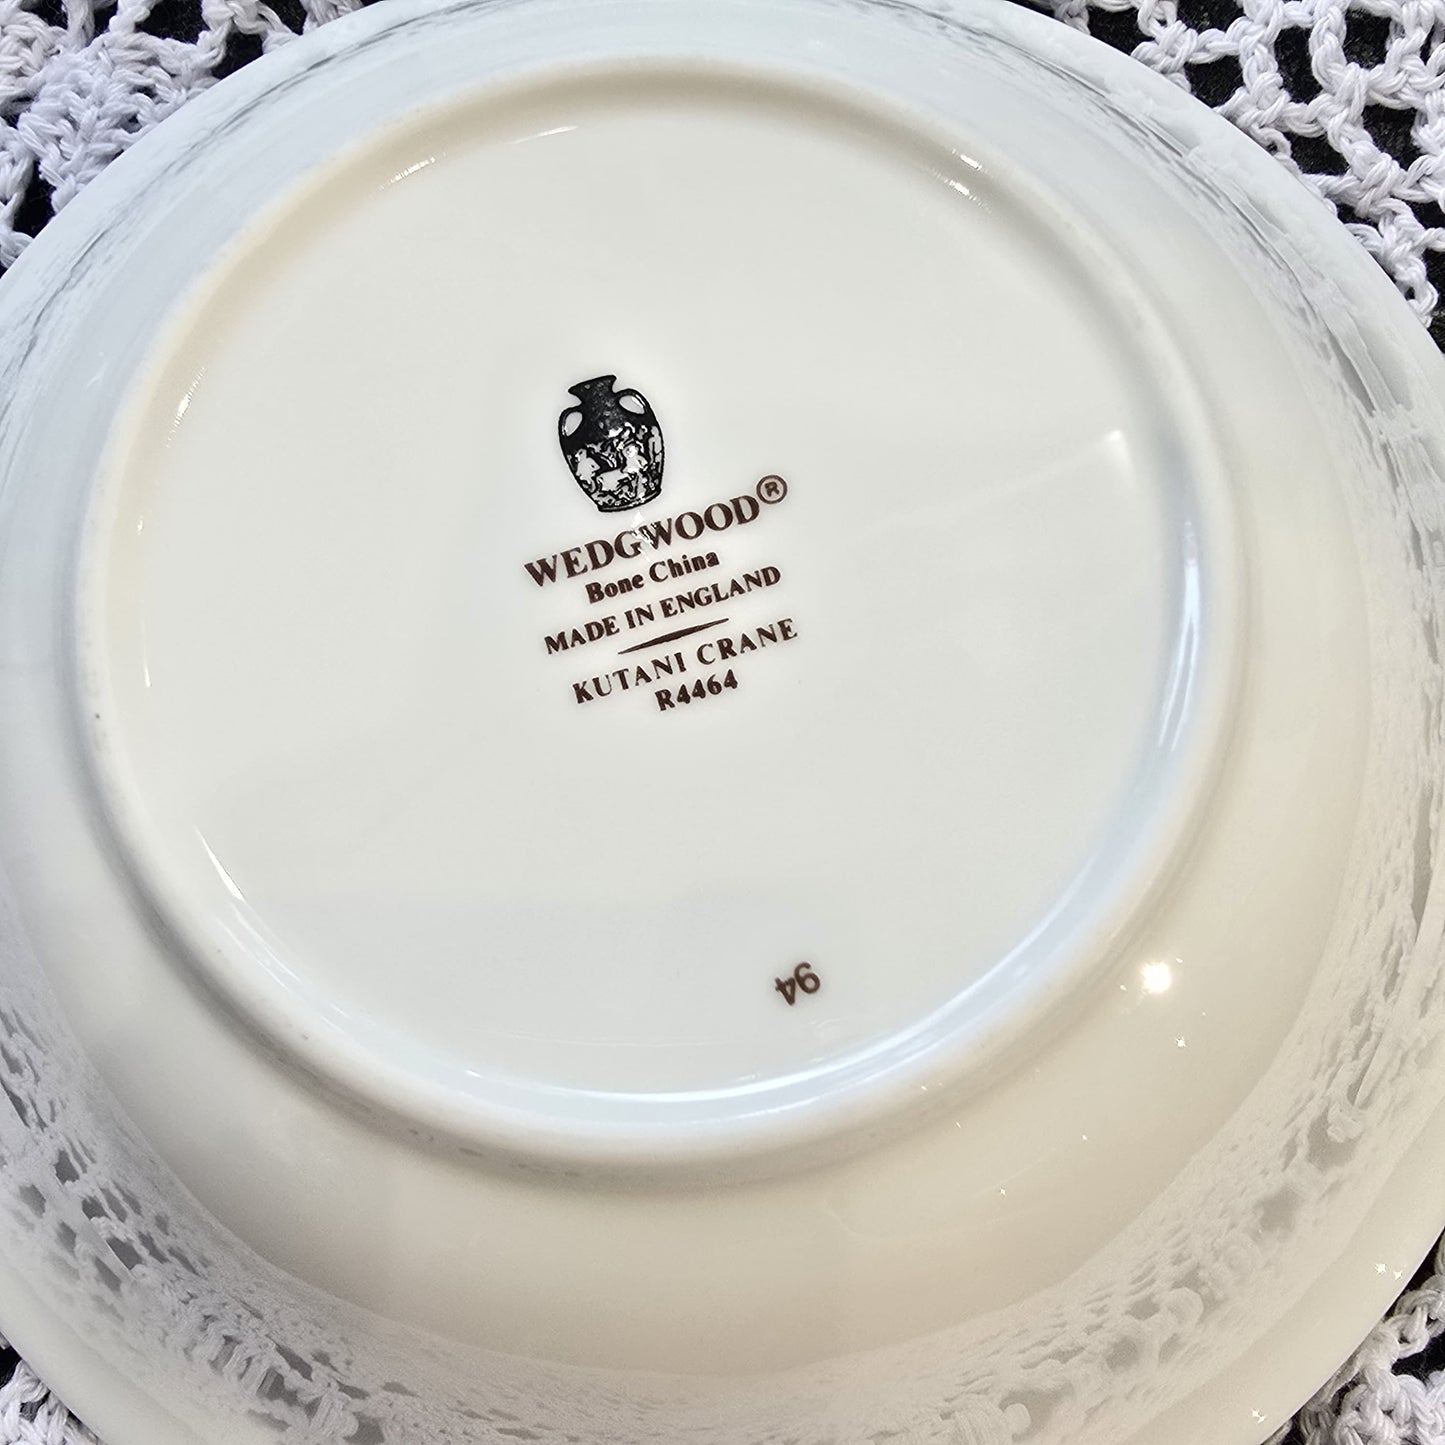 WEDGWOOD®
Bone China
MADE IN ENGLAND
KUTANI CRANE
R4464
94